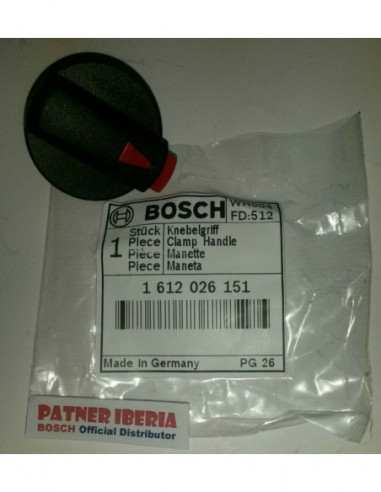 BOSCH
FD:512
Stück Knebelgriff
1 Piece Clamp Handle
Pièce Manette
Piece Maneta
1 612 026 151
Made in Germany PG 26
PATNER IBERIA
BOSCH Official Distributor